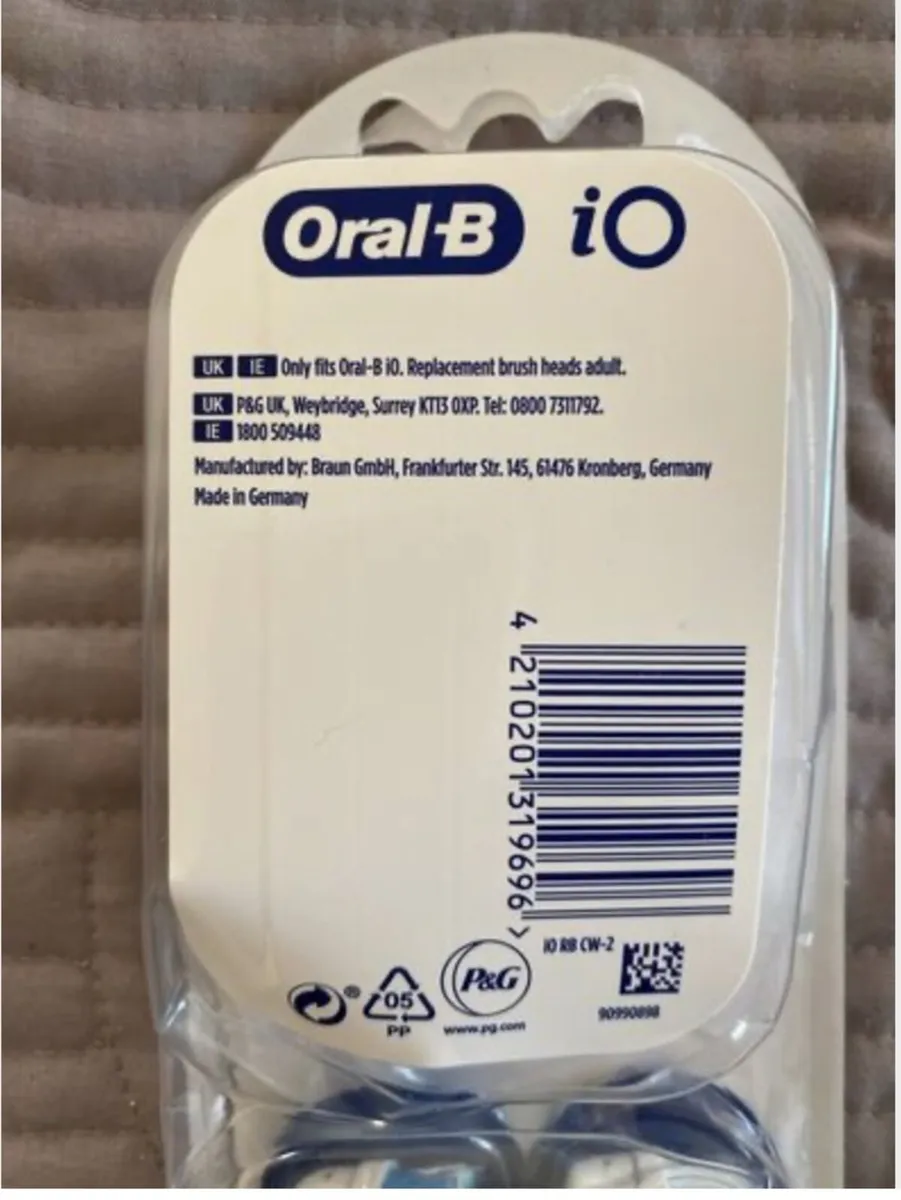 Oral-B iO
UK IE Only fits Oral-B iO. Replacement brush heads adult.
UK P&G UK, Weybridge, Surrey KT13 0XP. Tel: 0800 7311792.
IE 1800 509448
Manufactured by: Braun GmbH, Frankfurter Str. 145, 61476 Kronberg, Germany
Made in Germany
4 210201 319696 >
iO RB CW-2
P&G
05
®
90990898
www.pg.com
PP